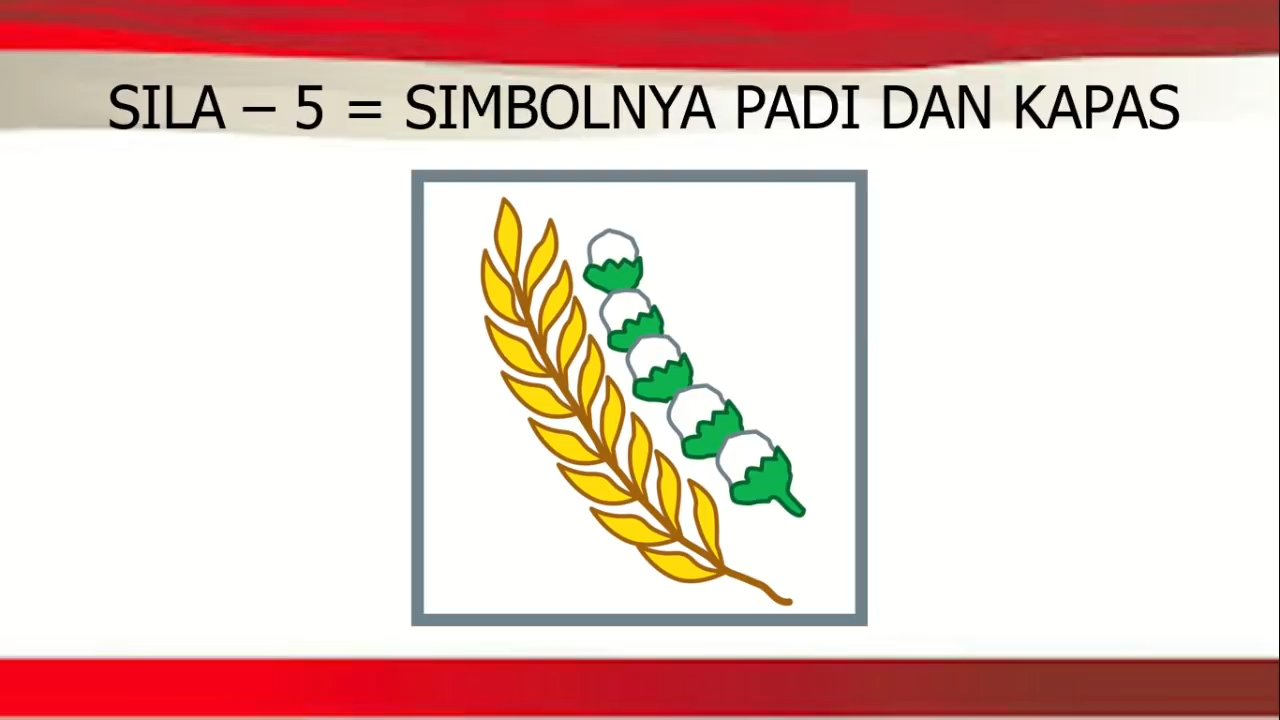 SILA – 5 = SIMBOLNYA PADI DAN KAPAS